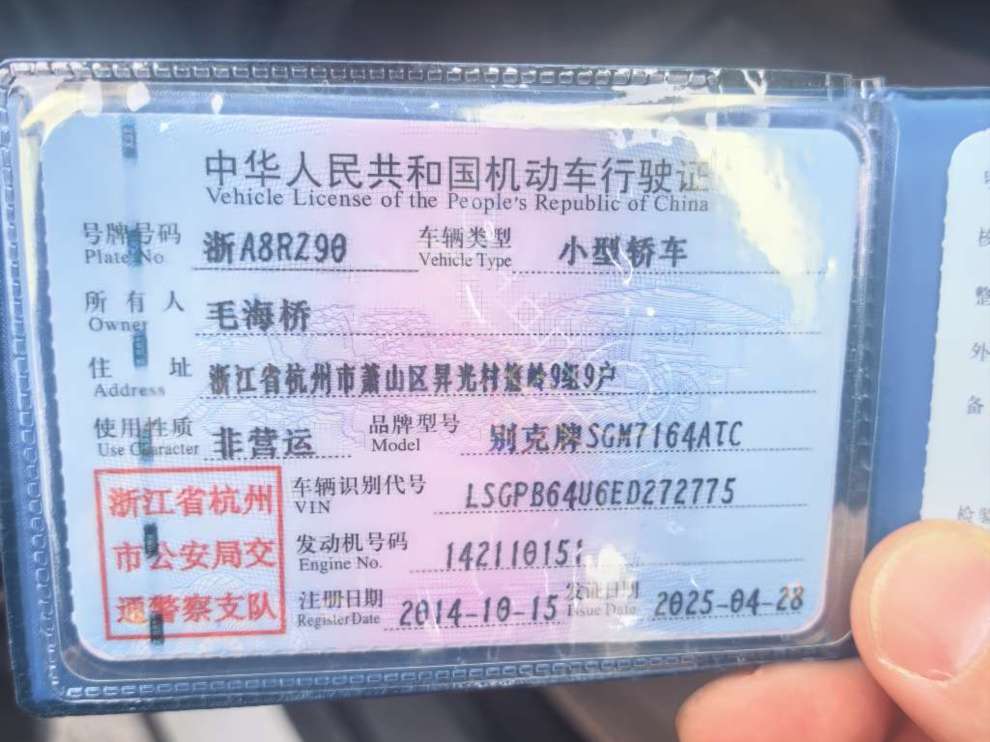 中华人民共和国机动车行驶证
Vehicle License of the People's Republic of China
号牌号码 浙A8RZ90 车辆类型 小型轿车
Plate No. Vehicle Type
所有人 毛海桥
Owner
住址 浙江省杭州市萧山区昇光村 岭9组9户
Address
使用性质 非营运 品牌型号 别克牌SGM7164ATC
Use Character Model
浙江省杭州
市公安局交
通警察支队
车辆识别代号 LSGPB64U6ED272775
VIN
发动机号码 142110151
Engine No.
注册日期 2014-10-15 发证日期 2025-04-28
Register Date Issue Date
整
外
备
检验